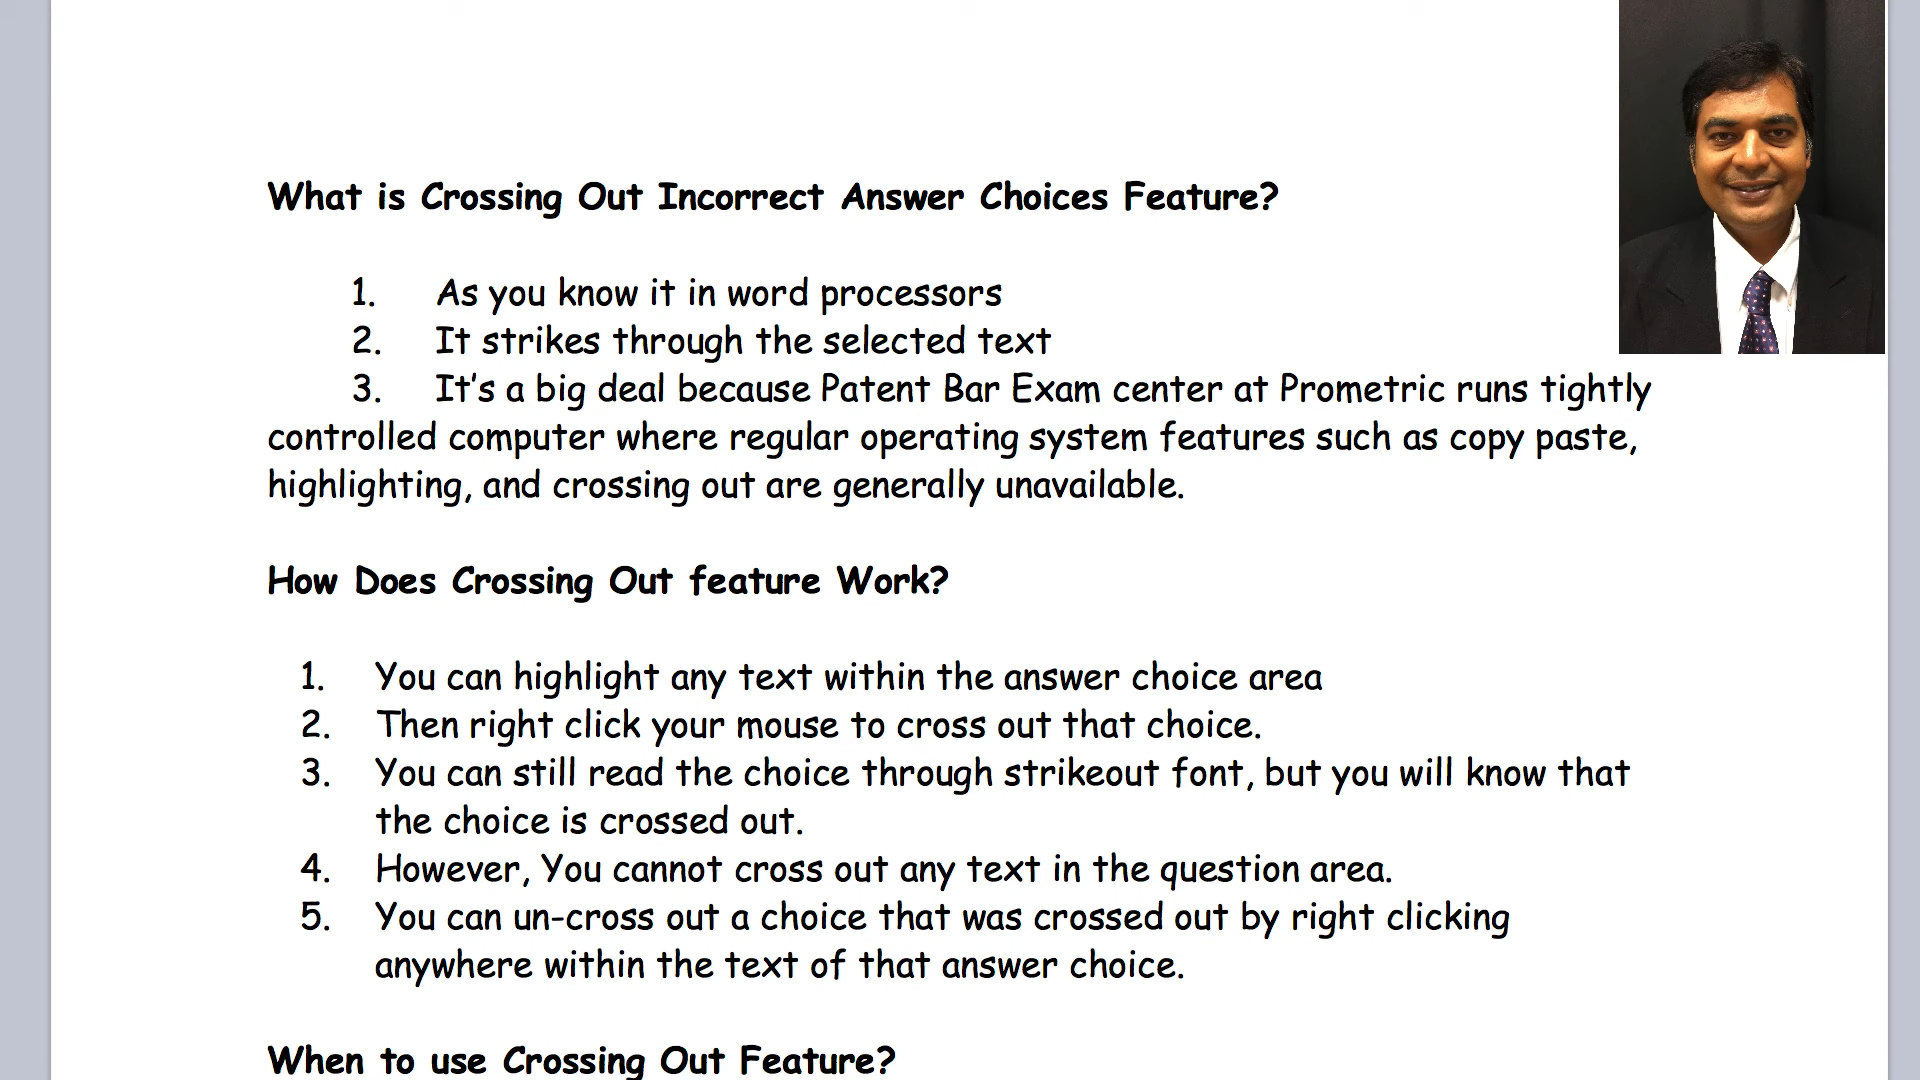 What is Crossing Out Incorrect Answer Choices Feature?
1. As you know it in word processors
2. It strikes through the selected text
3. It's a big deal because Patent Bar Exam center at Prometric runs tightly
controlled computer where regular operating system features such as copy paste,
highlighting, and crossing out are generally unavailable.
How Does Crossing Out feature Work?
1. You can highlight any text within the answer choice area
2. Then right click your mouse to cross out that choice.
3. You can still read the choice through strikeout font, but you will know that
the choice is crossed out.
4. However, You cannot cross out any text in the question area.
5. You can un-cross out a choice that was crossed out by right clicking
anywhere within the text of that answer choice.
When to use Crossing Out Feature?